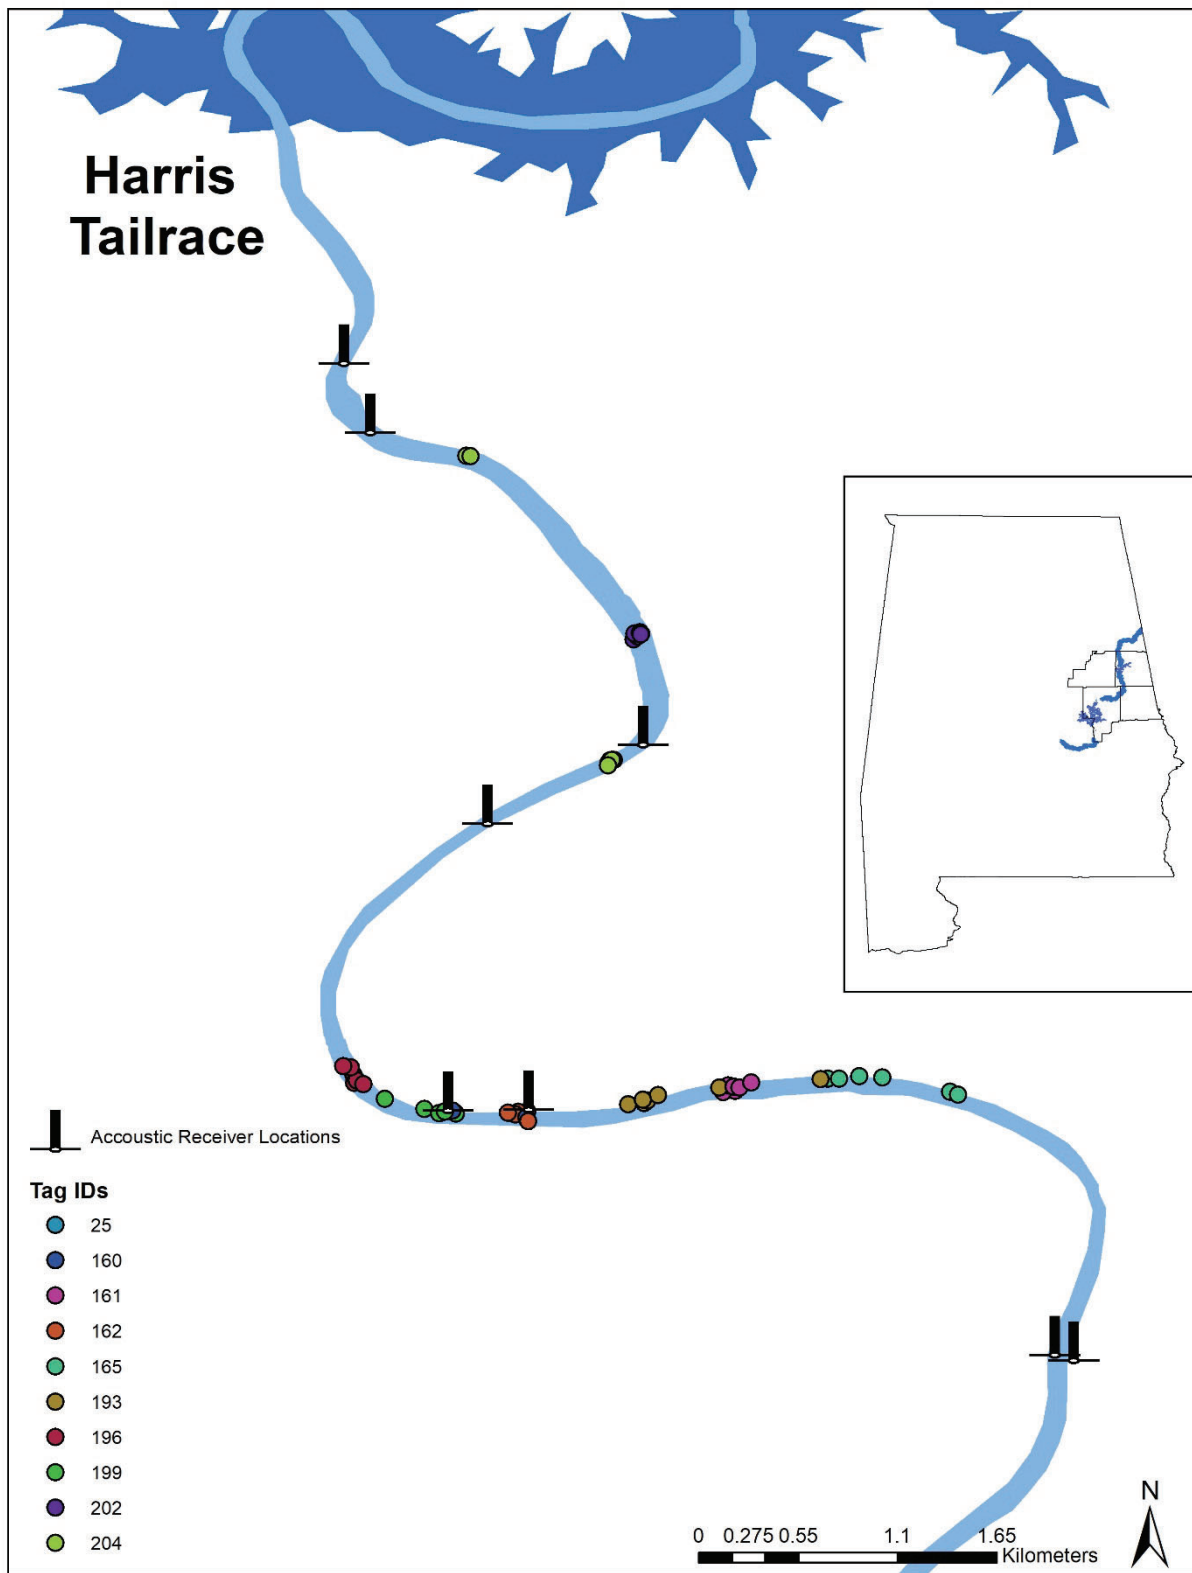 Harris
Tailrace
Accoustic Receiver Locations
Tag IDs
25
160
161
162
165
193
196
199
202
204
N
0 0.275 0.55 1.1 1.65
Kilometers